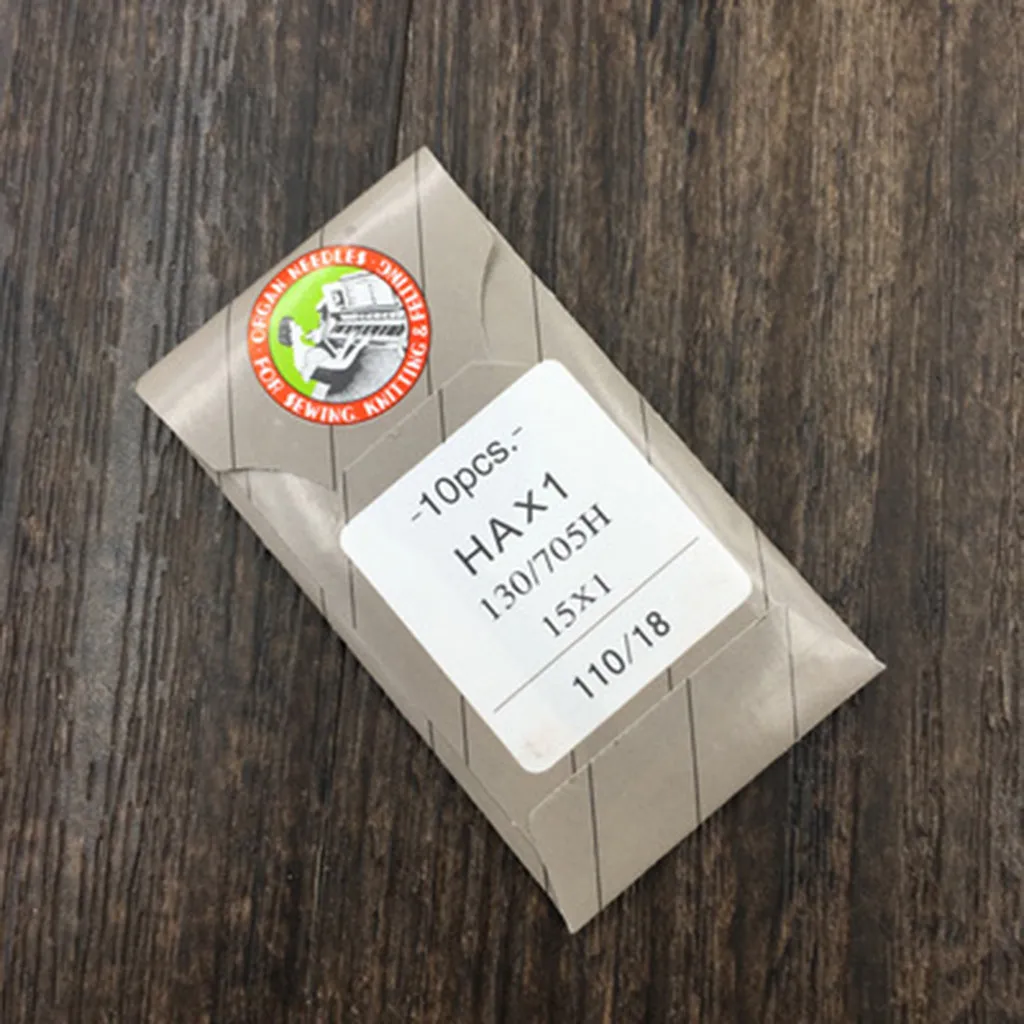 ORGAN NEEDLES · FOR SEWING KNITTING & FELTING ·
-10pcs.-
HA x 1
130/705H
15X1
110/18